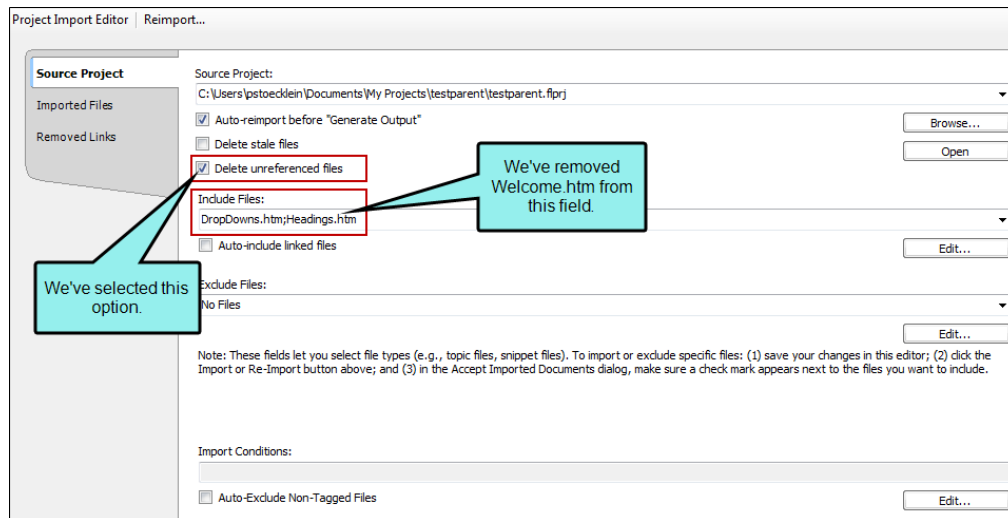 Project Import Editor Reimport...
Source Project
Imported Files
Removed Links
Source Project:
C:\Users\pstoecklein\Documents\My Projects\testparent\testparent.flprj
Auto-reimport before "Generate Output"
Browse...
Delete stale files
Open
Delete unreferenced files
We've removed
Welcome.htm from
this field.
Include Files:
DropDowns.htm;Headings.htm
Auto-include linked files
Edit...
We've selected this
option.
Exclude Files:
No Files
Edit...
Note: These fields let you select file types (e.g., topic files, snippet files). To import or exclude specific files: (1) save your changes in this editor; (2) click the
Import or Re-Import button above; and (3) in the Accept Imported Documents dialog, make sure a check mark appears next to the files you want to include.
Import Conditions:
Auto-Exclude Non-Tagged Files
Edit...